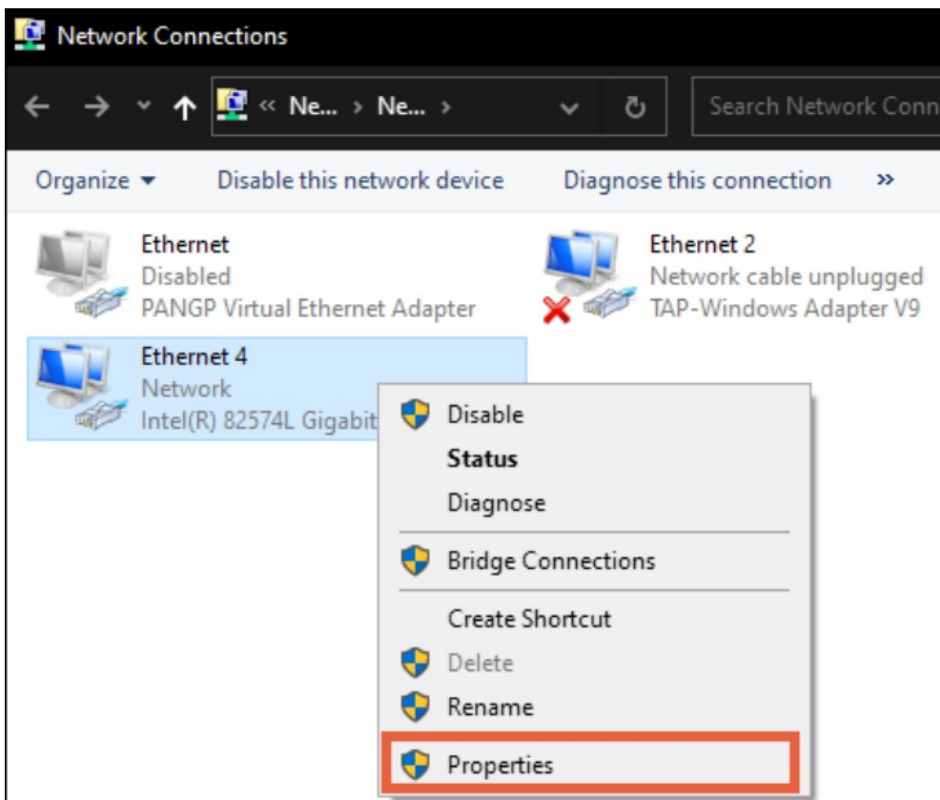 Network Connections
« Ne... › Ne... ›
Search Network Conn
Organize
Disable this network device
Diagnose this connection
»
Ethernet
Disabled
PANGP Virtual Ethernet Adapter
Ethernet 2
Network cable unplugged
TAP-Windows Adapter V9
Ethernet 4
Network
Intel(R) 82574L Gigabit
Disable
Status
Diagnose
Bridge Connections
Create Shortcut
Delete
Rename
Properties